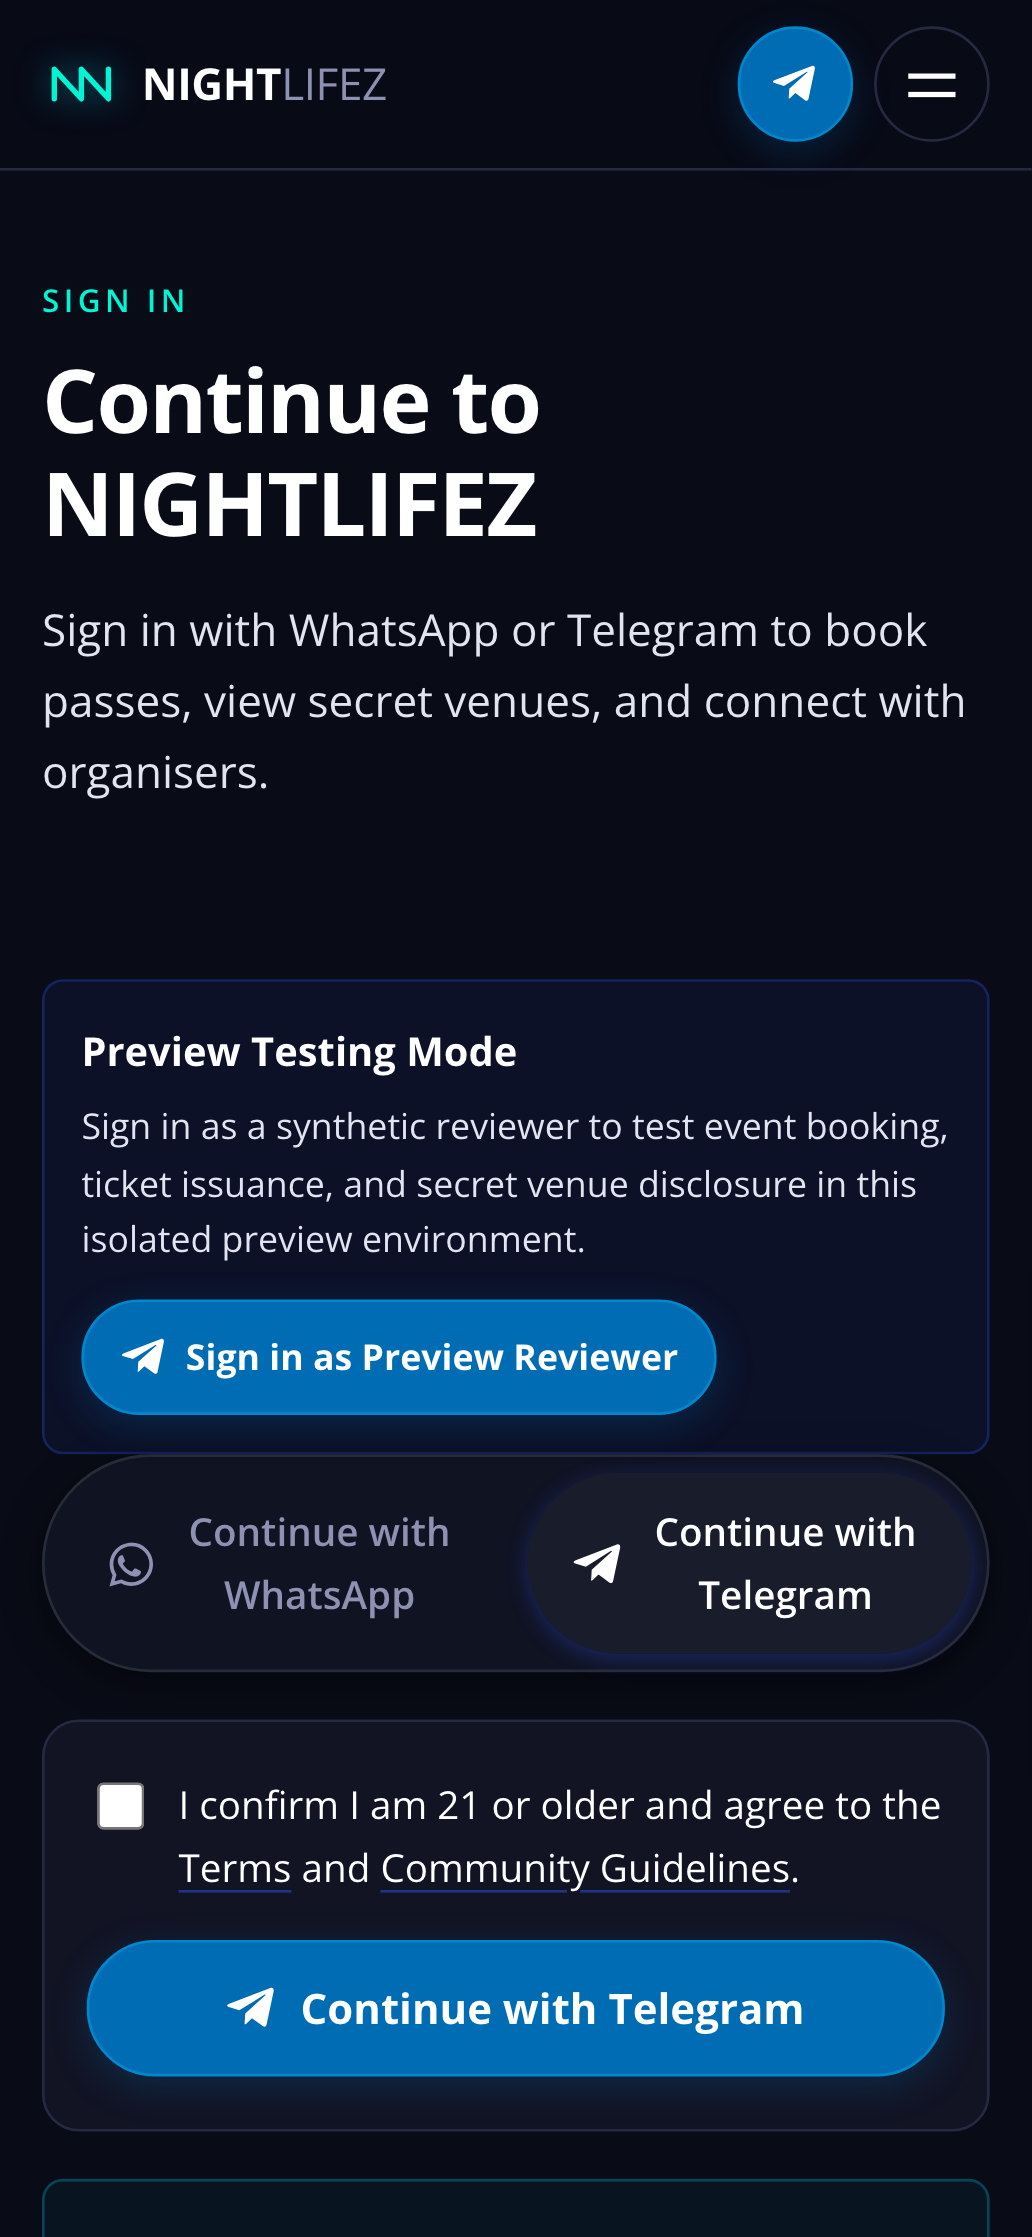 NIGHTLIFEZ
SIGN IN
Continue to
NIGHTLIFEZ
Sign in with WhatsApp or Telegram to book
passes, view secret venues, and connect with
organisers.
Preview Testing Mode
Sign in as a synthetic reviewer to test event booking,
ticket issuance, and secret venue disclosure in this
isolated preview environment.
Sign in as Preview Reviewer
Continue with
WhatsApp
Continue with
Telegram
I confirm I am 21 or older and agree to the
Terms and Community Guidelines.
Continue with Telegram